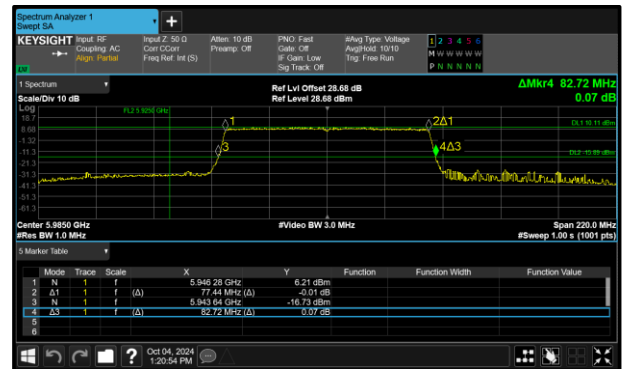 Spectrum Analyzer 1
Swept SA
+
KEYSIGHT Input: RF Input Z: 50 Ω Atten: 10 dB PNO: Fast #Avg Type: Voltage 1 2 3 4 5 6
Coupling: AC Corr CCorr Preamp: Off Gate: Off Avg|Hold: 10/10 M W W W W W
Align: Partial Freq Ref: Int (S) IF Gain: Low Trig: Free Run
Sig Track: Off P N N N N N
1 Spectrum Ref Lvl Offset 28.68 dB ΔMkr4 82.72 MHz
Scale/Div 10 dB Ref Level 28.68 dBm 0.07 dB
Log
18.7
8.68
-1.32
-11.3
-21.3
-31.3
-41.3
-51.3
-61.3
FL2 5.9250 GHz
1
2Δ1
3
4Δ3
DL1 10.11 dBm
Center 5.9850 GHz #Video BW 3.0 MHz Span 220.0 MHz
#Res BW 1.0 MHz #Sweep 1.00 s (1001 pts)
5 Marker Table
Mode Trace Scale X Y Function Function Width Function Value
1 N 1 f 5.946 28 GHz 6.21 dBm
2 Δ1 1 f (Δ) 77.44 MHz (Δ) -0.01 dB
3 N 1 f 5.943 64 GHz -16.73 dBm
4 Δ3 1 f (Δ) 82.72 MHz (Δ) 0.07 dB
5
6
? Oct 04, 2024
1:20:54 PM